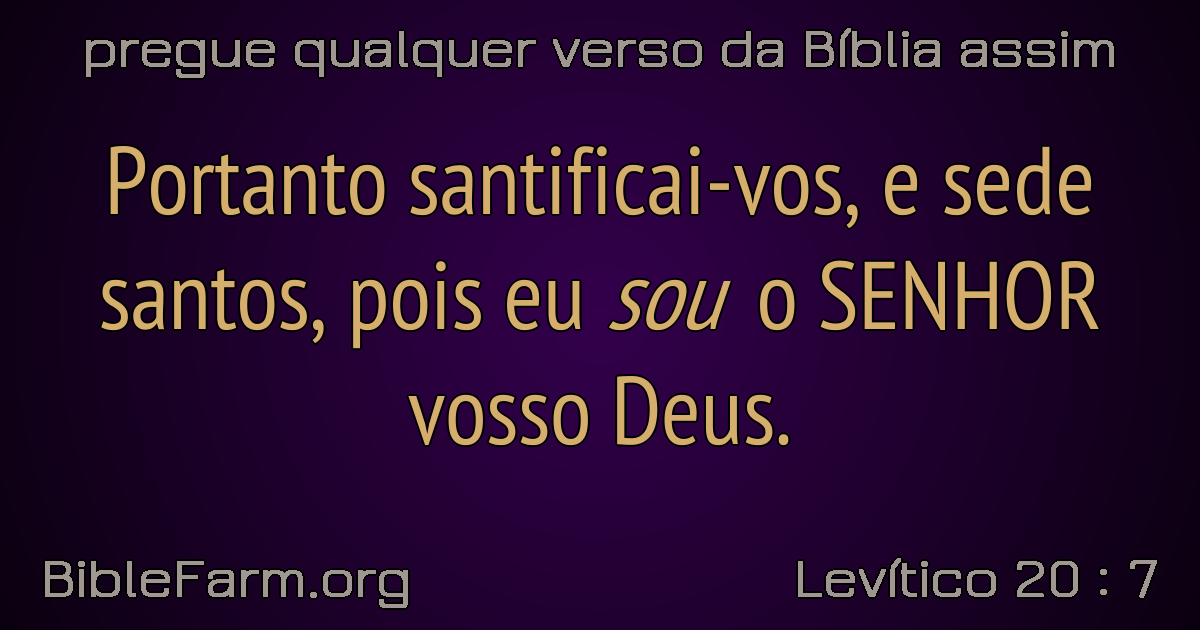 pregue qualquer verso da Bíblia assim
Portanto santificai-vos, e sede
santos, pois eu sou o SENHOR
vosso Deus.
BibleFarm.org
Levítico 20 : 7